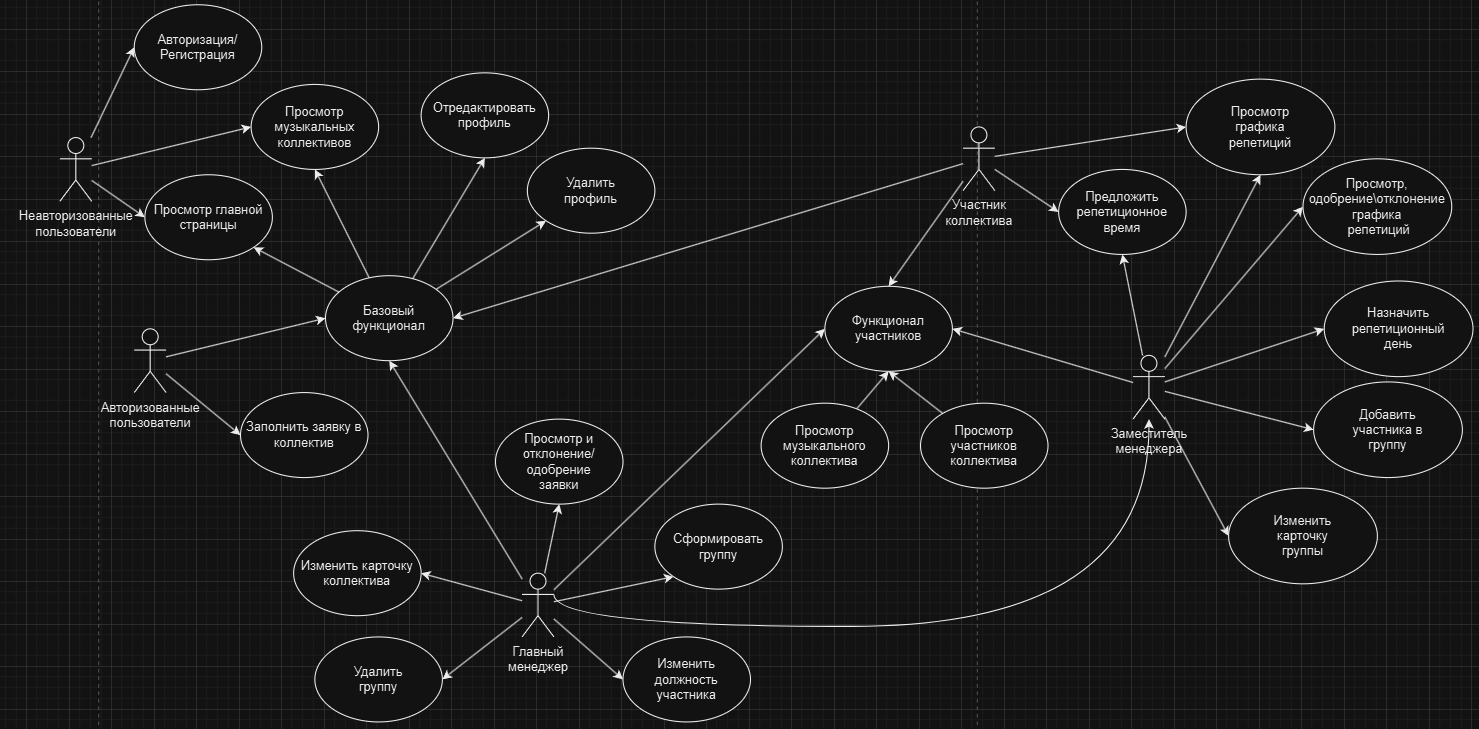 Авторизация/
Регистрация
Просмотр
музыкальных
коллективов
Отредактировать
профиль
Удалить
профиль
Неавторизованные
пользователи
Просмотр главной
страницы
Базовый
функционал
Авторизованные
пользователи
Заполнить заявку в
коллектив
Участник
коллектива
Просмотр
графика
репетиций
Предложить
репетиционное
время
Просмотр,
одобрение\отклонение
графика
репетиций
Функционал
участников
Назначить
репетиционный
день
Просмотр
музыкального
коллектива
Просмотр
участников
коллектива
Заместитель
менеджера
Добавить
участника в
группу
Изменить
карточку
группы
Просмотр и
отклонение/
одобрение
заявки
Сформировать
группу
Изменить карточку
коллектива
Главный
менеджер
Удалить
группу
Изменить
должность
участника